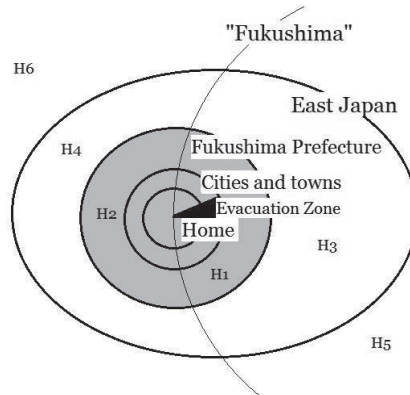 "Fukushima"
H6
East Japan
H4
Fukushima Prefecture
Cities and towns
H2
Evacuation Zone
Home
H3
H1
H5